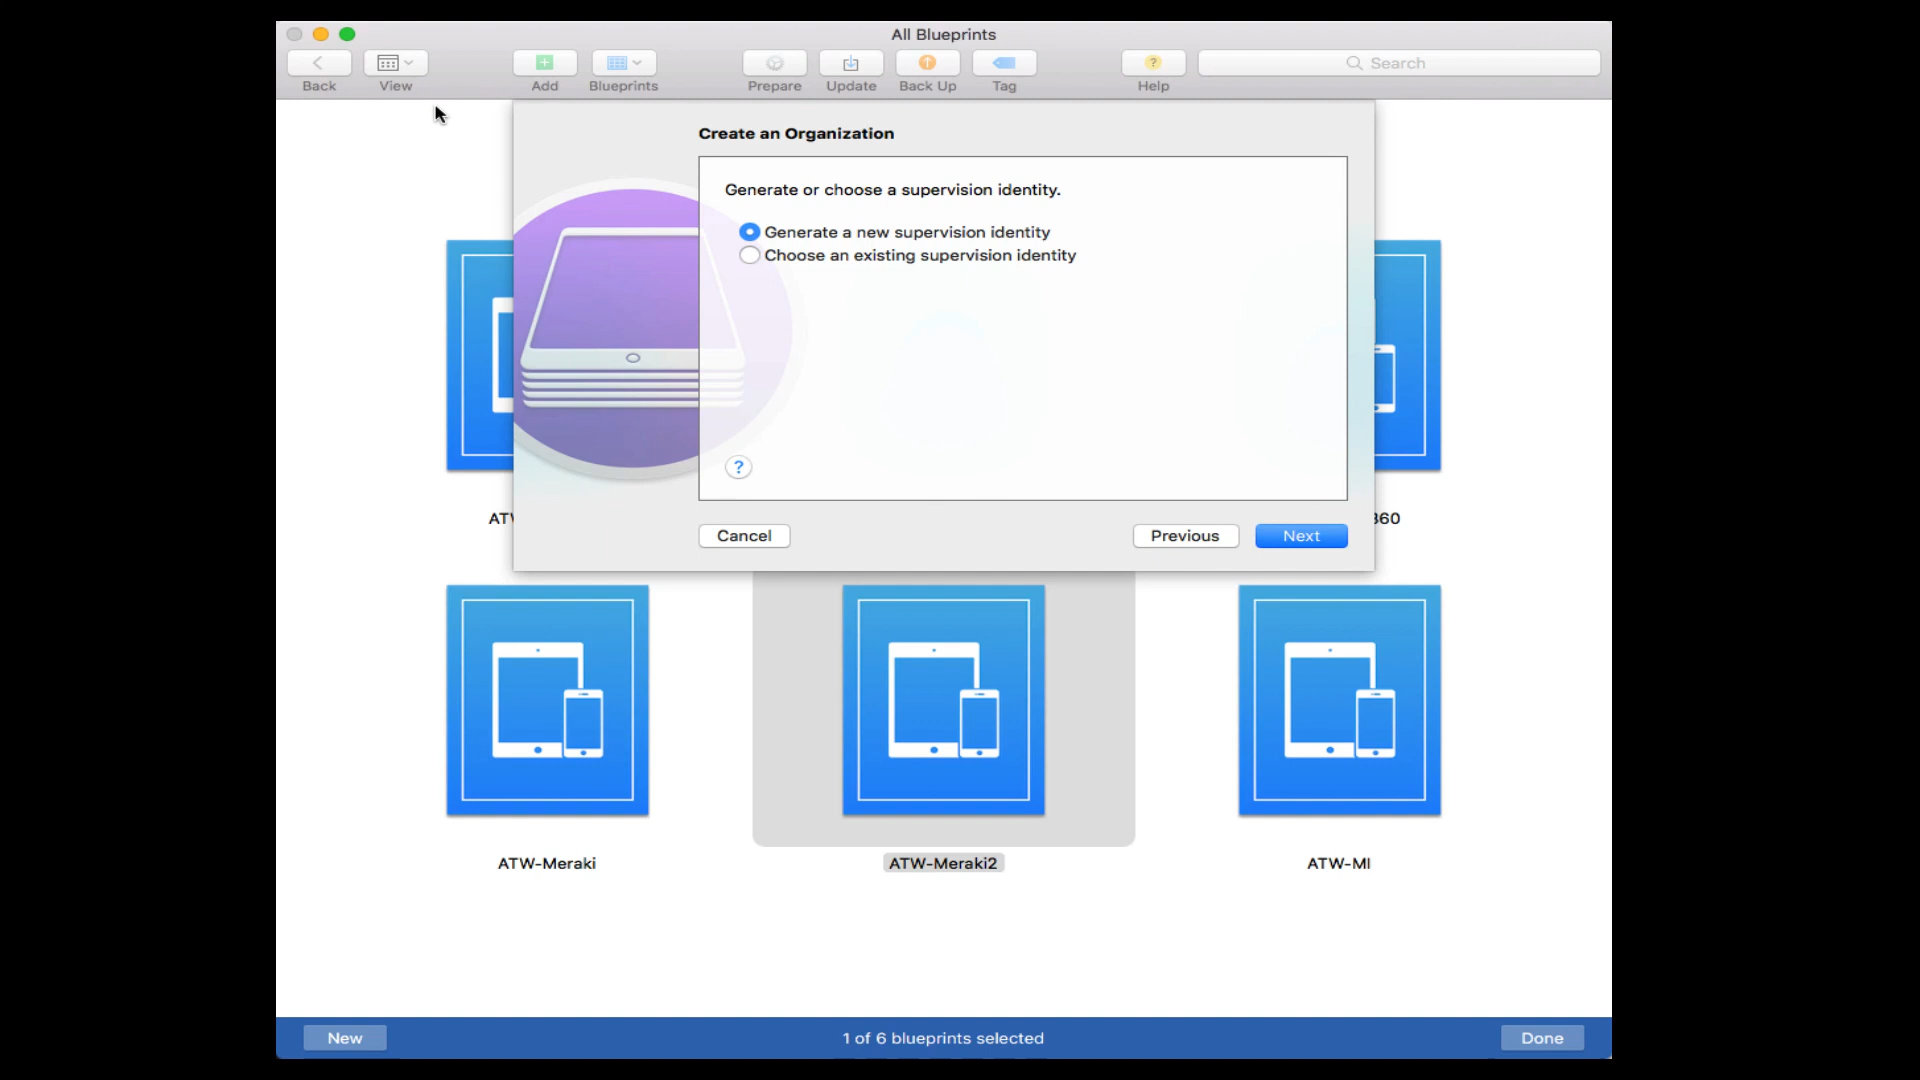 All Blueprints
Back
View
Add
Blueprints
Prepare
Update
Back Up
Tag
?
Help
Search
Create an Organization
Generate or choose a supervision identity.
Generate a new supervision identity
Choose an existing supervision identity
?
Cancel
Previous
Next
ATW-Meraki
ATW-Meraki2
ATW-MI
New
1 of 6 blueprints selected
Done